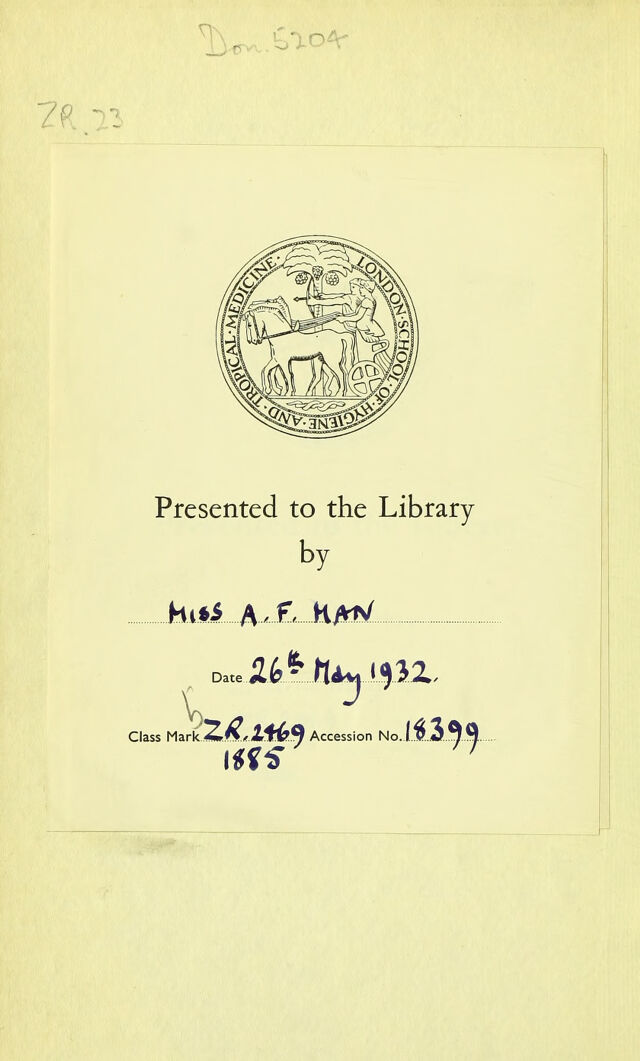 Don. 5204
ZR. 23
LONDON·SCHOOL·OF·HYGIENE·AND·TROPICAL·MEDICINE·
Presented to the Library
by
MISS A. F. MAN
Date 26th May 1932.
b
Class Mark ZR. 2469 Accession No. 18399
1885